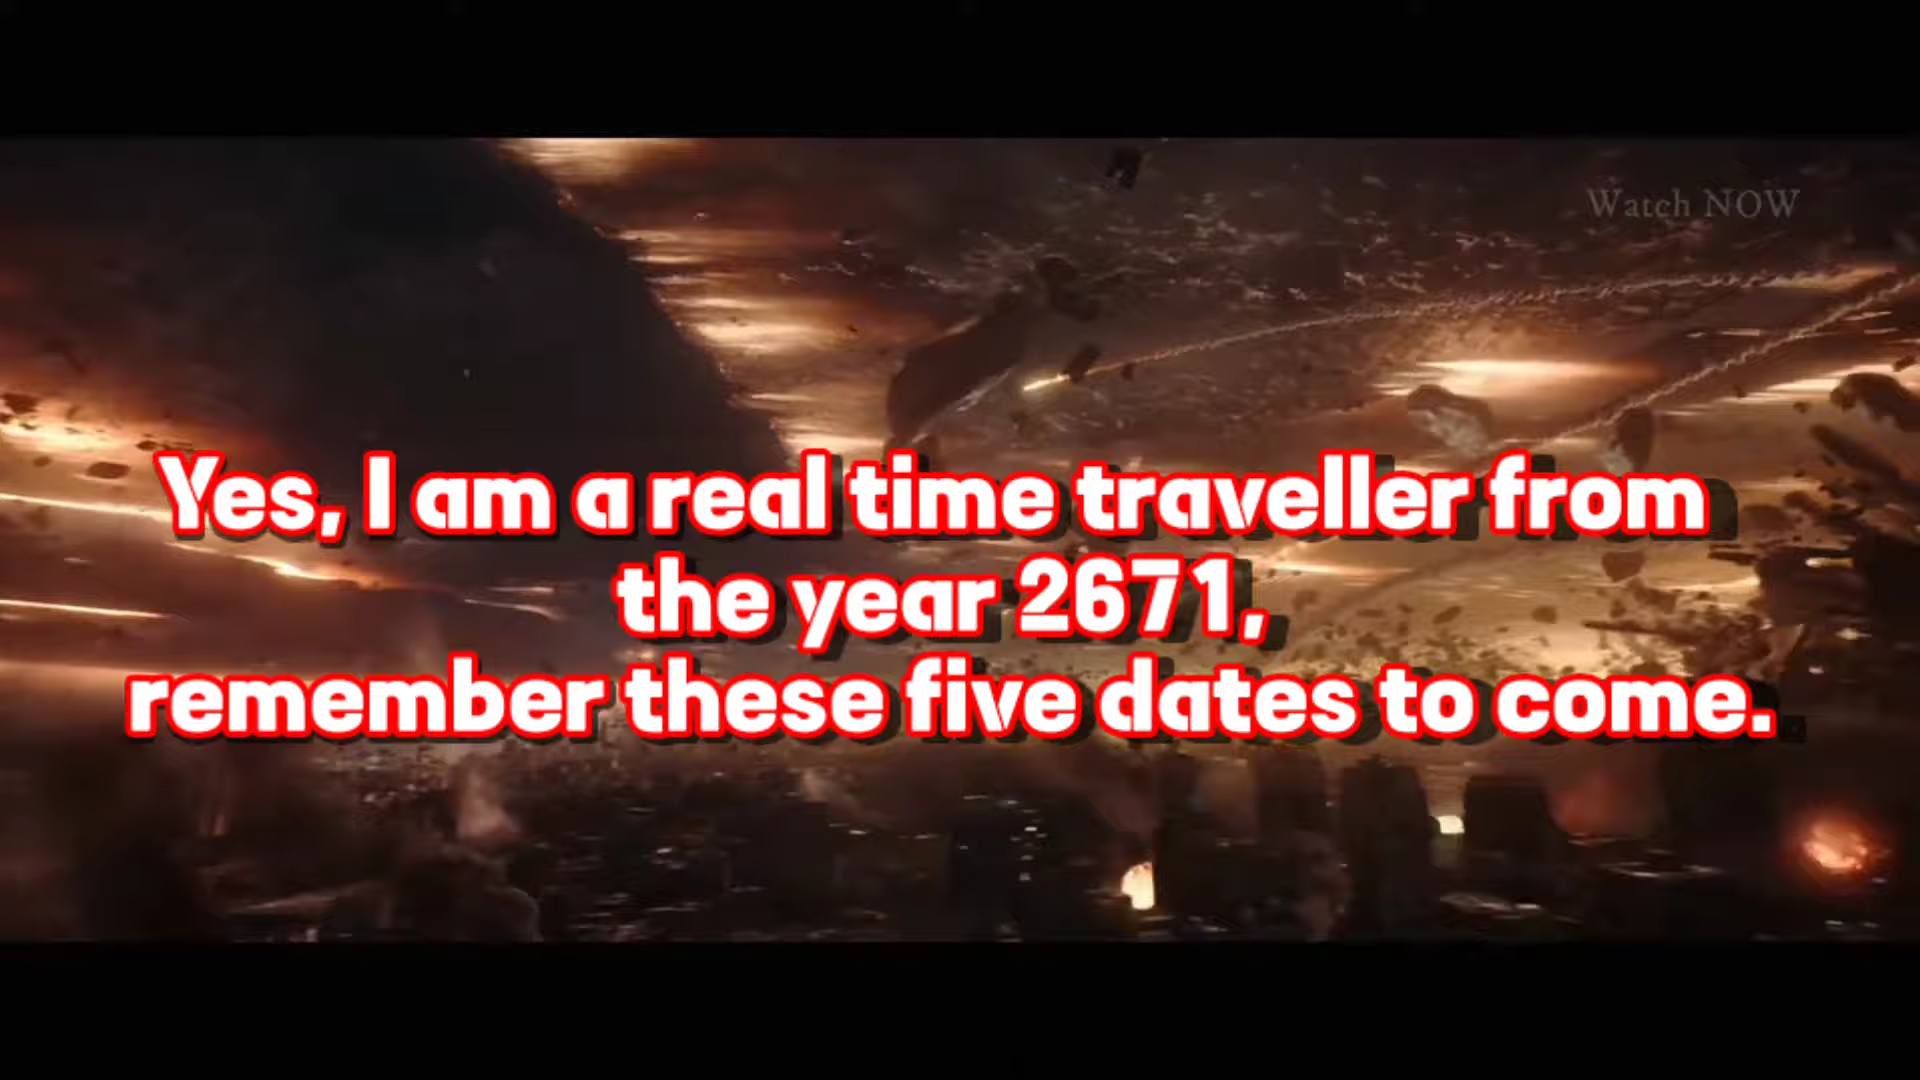 Watch NOW
Yes, I am a real time traveller from
the year 2671,
remember these five dates to come.